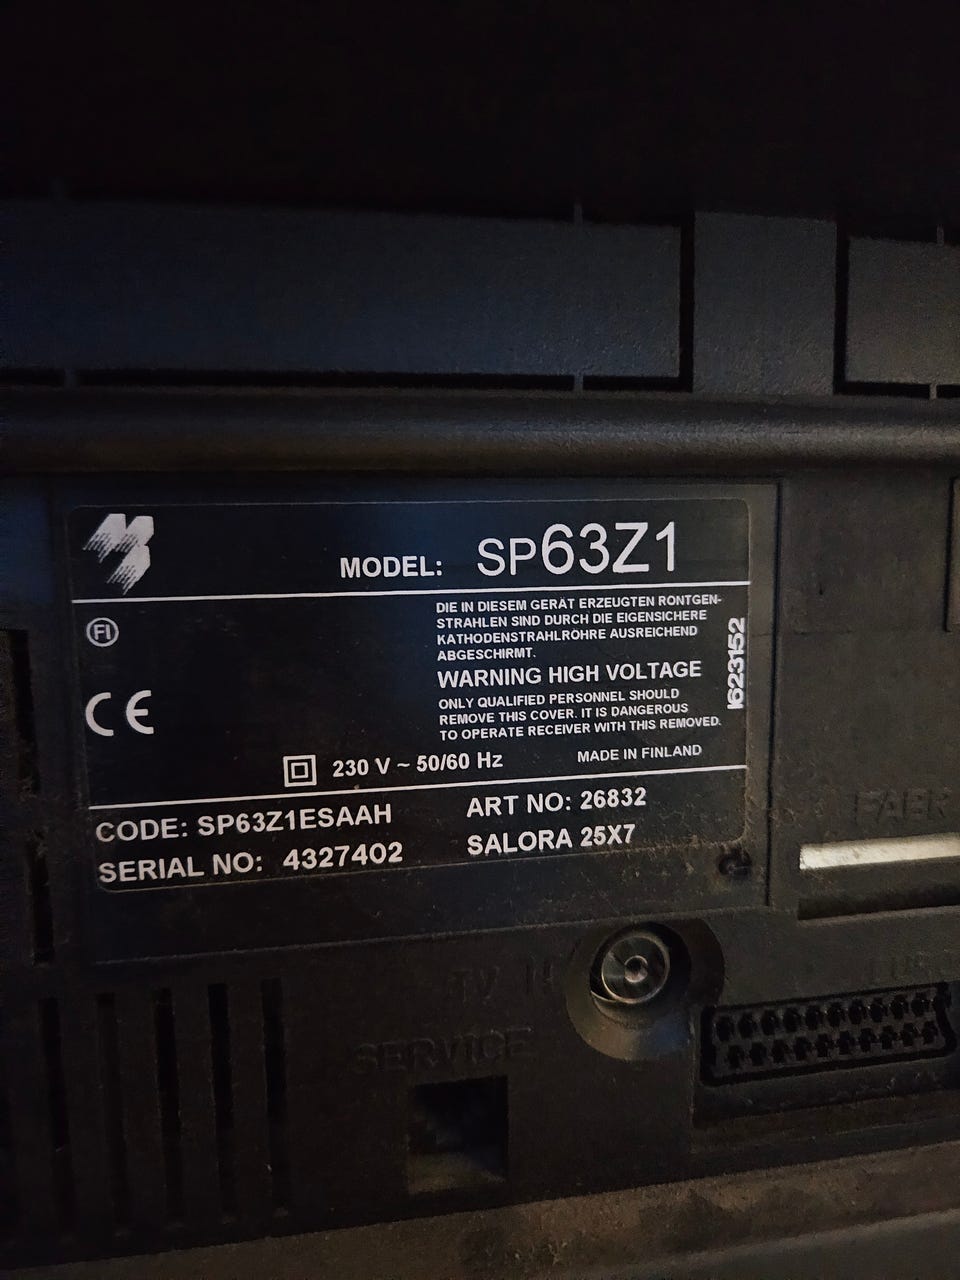 MODEL: SP63Z1
FI
DIE IN DIESEM GERÄT ERZEUGTEN RONTGEN-
STRAHLEN SIND DURCH DIE EIGENSICHERE
KATHODENSTRAHLRÖHRE AUSREICHEND
ABGESCHIRMT.
WARNING HIGH VOLTAGE
ONLY QUALIFIED PERSONNEL SHOULD
REMOVE THIS COVER. IT IS DANGEROUS
TO OPERATE RECEIVER WITH THIS REMOVED.
I623152
CE
230 V ~ 50/60 Hz
MADE IN FINLAND
CODE: SP63Z1ESAAH
ART NO: 26832
SERIAL NO: 4327402
SALORA 25X7
TV
SERVICE